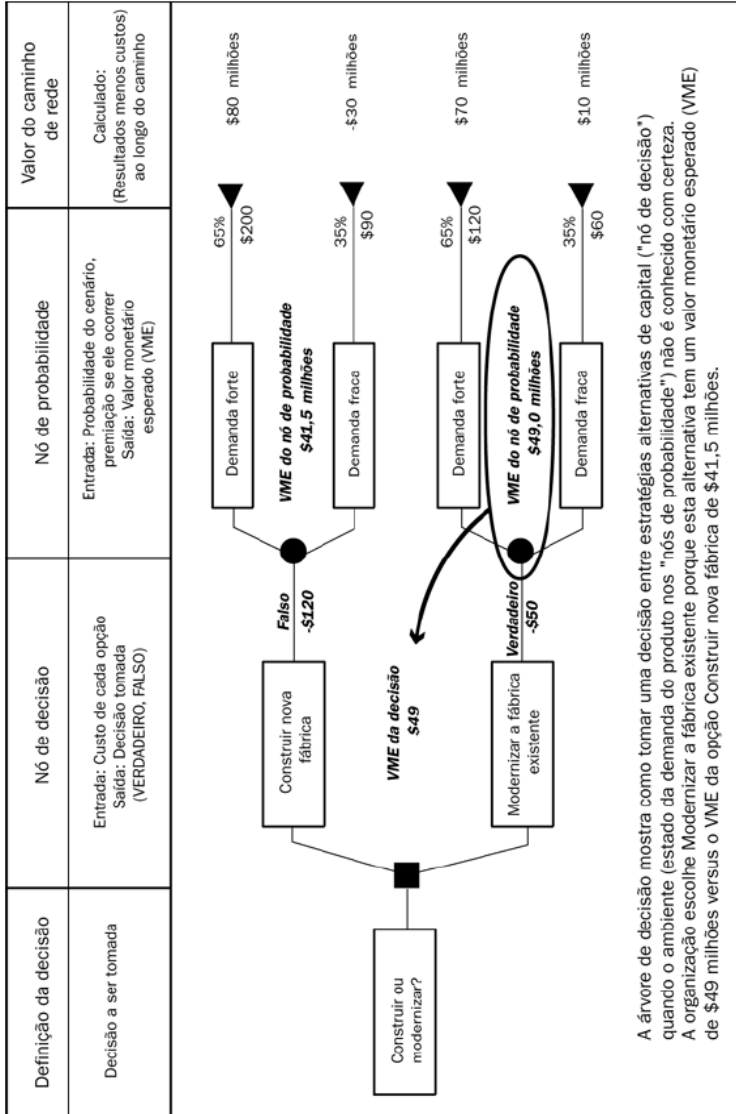 Definição da decisão
Nó de decisão
Nó de probabilidade
Valor do caminho
de rede
Decisão a ser tomada
Entrada: Custo de cada opção
Saída: Decisão tomada
(VERDADEIRO, FALSO)
Entrada: Probabilidade do cenário,
premiação se ele ocorrer
Saída: Valor monetário
esperado (VME)
Calculado:
(Resultados menos custos)
ao longo do caminho
Construir ou
modernizar?
Construir nova
fábrica
Falso
-$120
Demanda forte
65%
$200
$80 milhões
VME do nó de probabilidade
$41,5 milhões
Demanda fraca
35%
$90
-$30 milhões
VME da decisão
$49
Modernizar a fábrica
existente
Verdadeiro
-$50
Demanda forte
65%
$120
$70 milhões
VME do nó de probabilidade
$49,0 milhões
Demanda fraca
35%
$60
$10 milhões
A árvore de decisão mostra como tomar uma decisão entre estratégias alternativas de capital ("nó de decisão")
quando o ambiente (estado da demanda do produto nos "nós de probabilidade") não é conhecido com certeza.
A organização escolhe Modernizar a fábrica existente porque esta alternativa tem um valor monetário esperado (VME)
de $49 milhões versus o VME da opção Construir nova fábrica de $41,5 milhões.